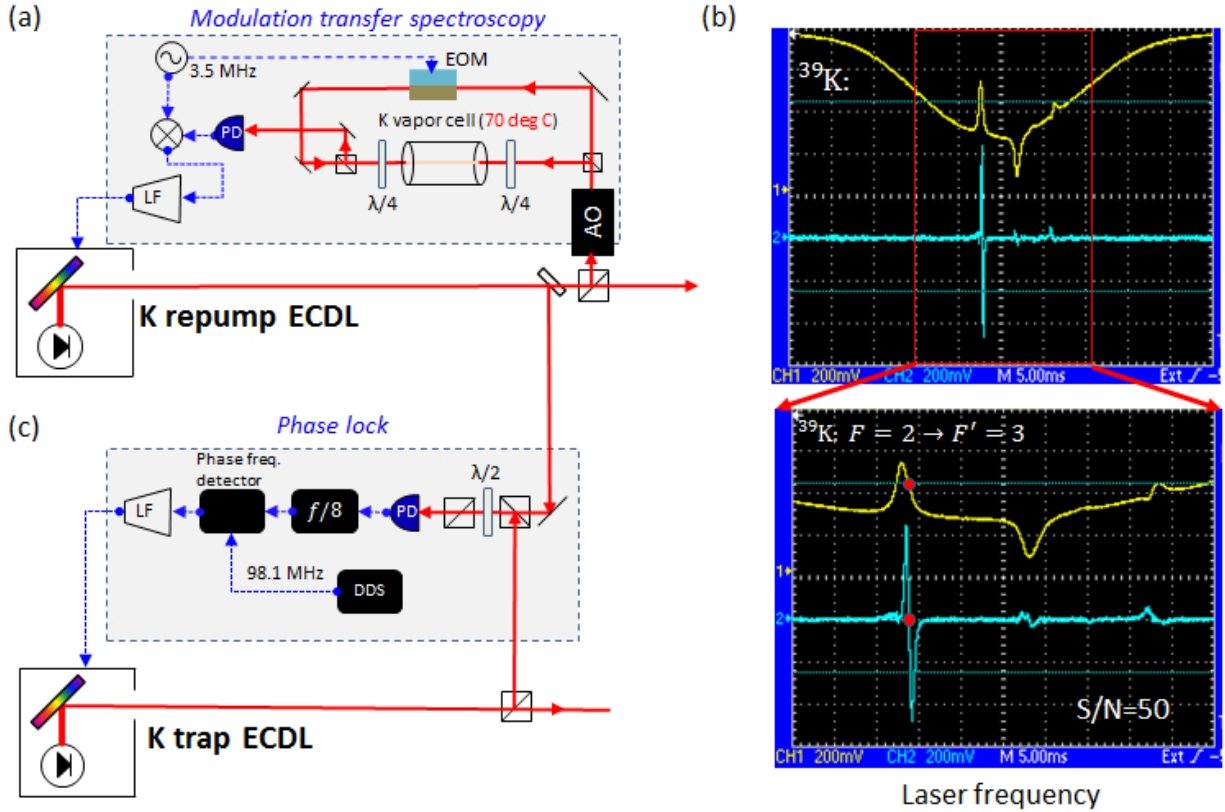 (a)
Modulation transfer spectroscopy
3.5 MHz
EOM
K vapor cell (70 deg C)
PD
LF
λ/4
λ/4
AO
K repump ECDL
(b)
³⁹K:
1
2
CH1 200mV CH2 200mV M 5.00ms Ext
³⁹K; F = 2 → F′ = 3
1
2
S/N=50
CH1 200mV CH2 200mV M 5.00ms Ext
Laser frequency
(c)
Phase lock
Phase freq.
detector
λ/2
LF
f/8
PD
98.1 MHz
DDS
K trap ECDL